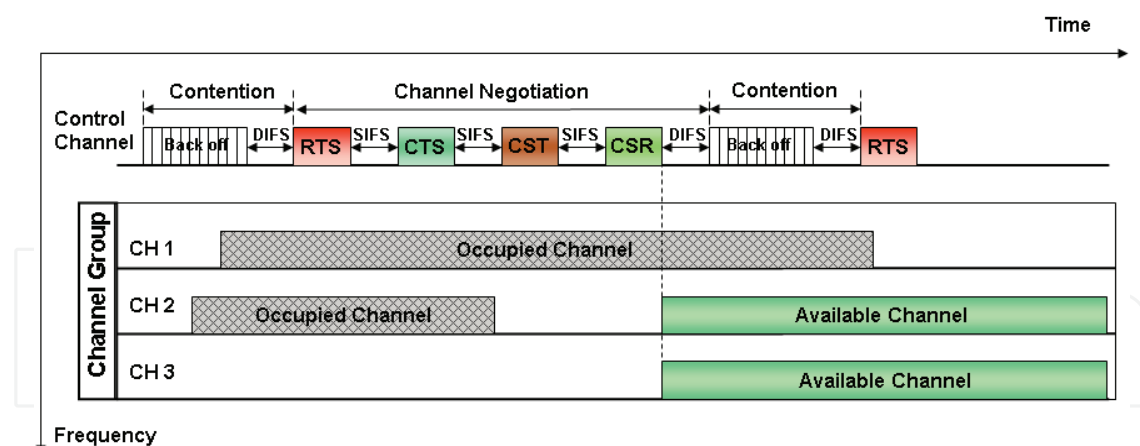 Time
Contention
Channel Negotiation
Contention
Control
Channel
Back off
DIFS
RTS
SIFS
CTS
SIFS
CST
SIFS
CSR
DIFS
Back off
DIFS
RTS
Channel Group
CH 1
Occupied Channel
CH 2
Occupied Channel
Available Channel
CH 3
Available Channel
Frequency